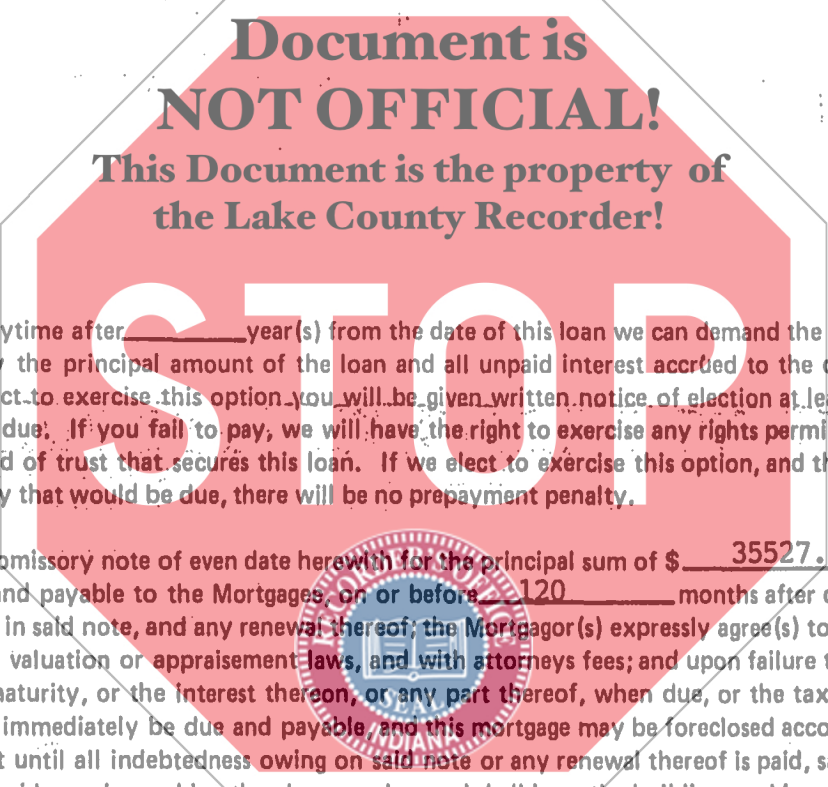 Document is
NOT OFFICIAL!
This Document is the property of
the Lake County Recorder!
STOP
ytime after ________ year(s) from the date of this loan we can demand the
the principal amount of the loan and all unpaid interest accrued to the
ct to exercise this option you will be given written notice of election at lea
due. If you fail to pay, we will have the right to exercise any rights permi
d of trust that secures this loan. If we elect to exercise this option, and th
y that would be due, there will be no prepayment penalty.
omissory note of even date herewith for the principal sum of $ 35527.
and payable to the Mortgagee, on or before 120 months after
in said note, and any renewal thereof; the Mortgagor(s) expressly agree(s) to
valuation or appraisement laws, and with attorneys fees; and upon failure t
naturity, or the interest thereon, or any part thereof, when due, or the tax
immediately be due and payable, and this mortgage may be foreclosed acco
t until all indebtedness owing on said note or any renewal thereof is paid, s
RECORDER'S OFFICE
SEAL
INDIANA